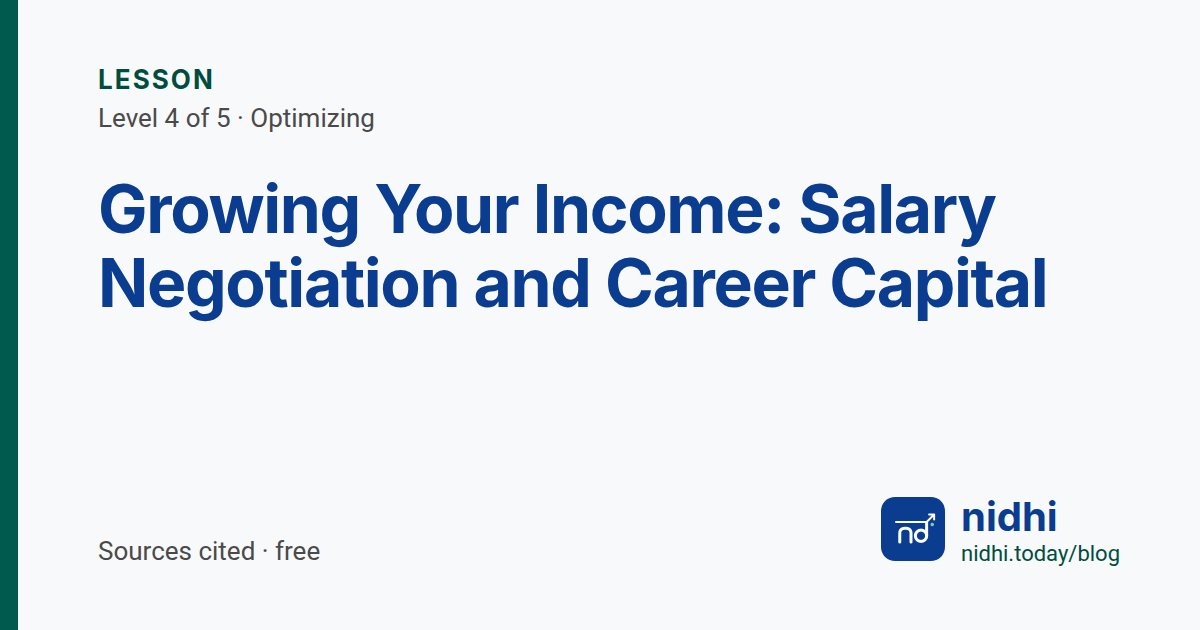 LESSON
Level 4 of 5 · Optimizing
Growing Your Income: Salary
Negotiation and Career Capital
Sources cited · free
nd
nidhi
nidhi.today/blog